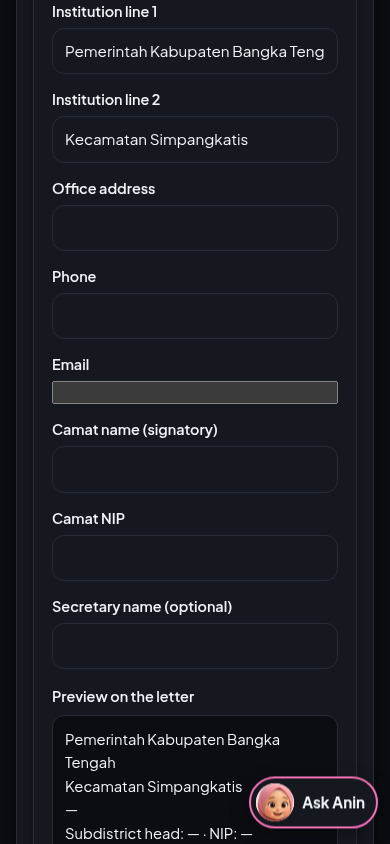 Institution line 1
Pemerintah Kabupaten Bangka Teng
Institution line 2
Kecamatan Simpangkatis
Office address
Phone
Email
Camat name (signatory)
Camat NIP
Secretary name (optional)
Preview on the letter
Pemerintah Kabupaten Bangka
Tengah
Kecamatan Simpangkatis
—
Subdistrict head: — · NIP: —
Ask Anin